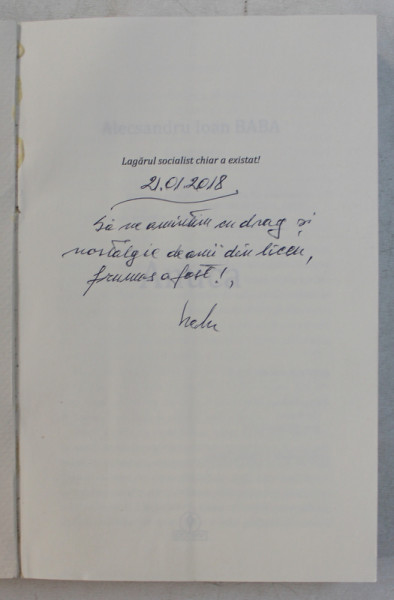 Alecsandru Ioan BABA
Lagărul socialist chiar a existat!
21.01.2018
Să ne amintim cu drag și
nostalgie de anii din liceu,
frumos a fost!,